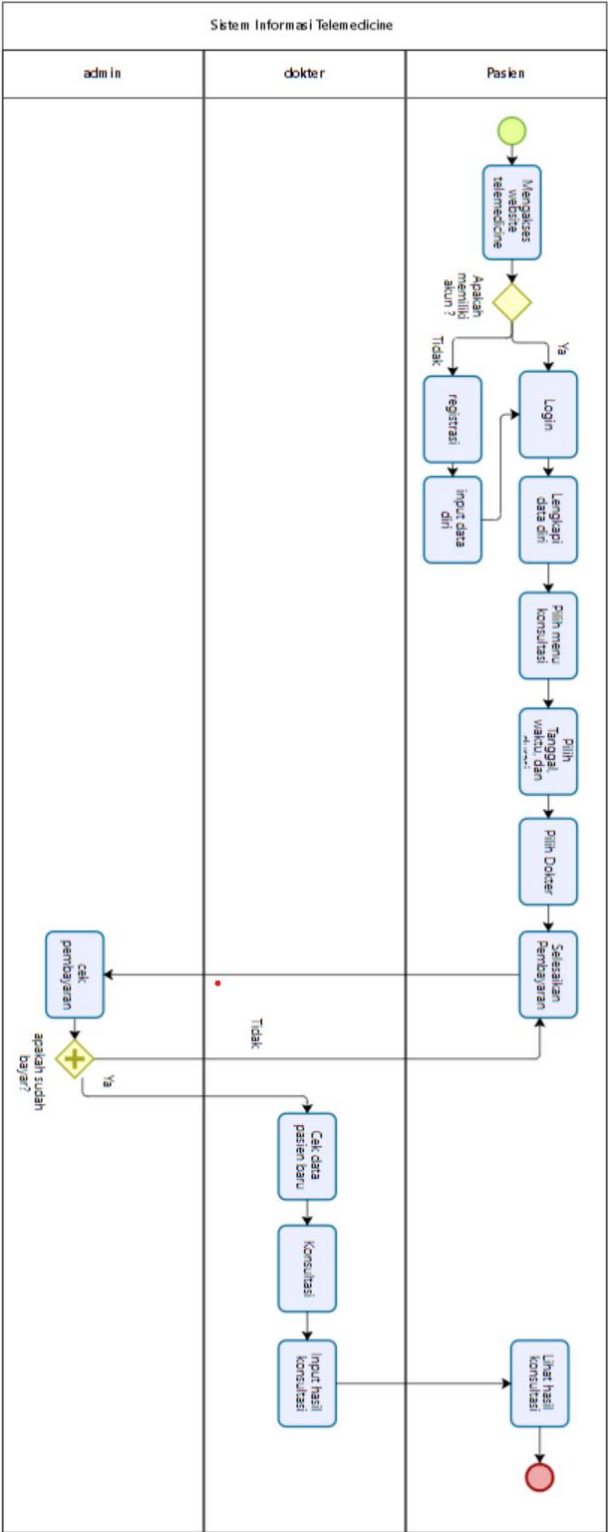 Sistem Informasi Telemedicine
admin
dokter
Pasien
Mengakses
website
telemedicine
Apakah
memiliki
akun ?
Ya
Tidak
Login
registrasi
Lengkapi
data diri
input data
diri
Pilih menu
konsultasi
Pilih
Tanggal,
waktu, dan
Pilih Dokter
Selesaikan
Pembayaran
cek
pembayaran
apakah sudah
bayar?
Tidak
Ya
Cek data
pasien baru
Konsultasi
Input hasil
konsultasi
Lihat hasil
konsultasi